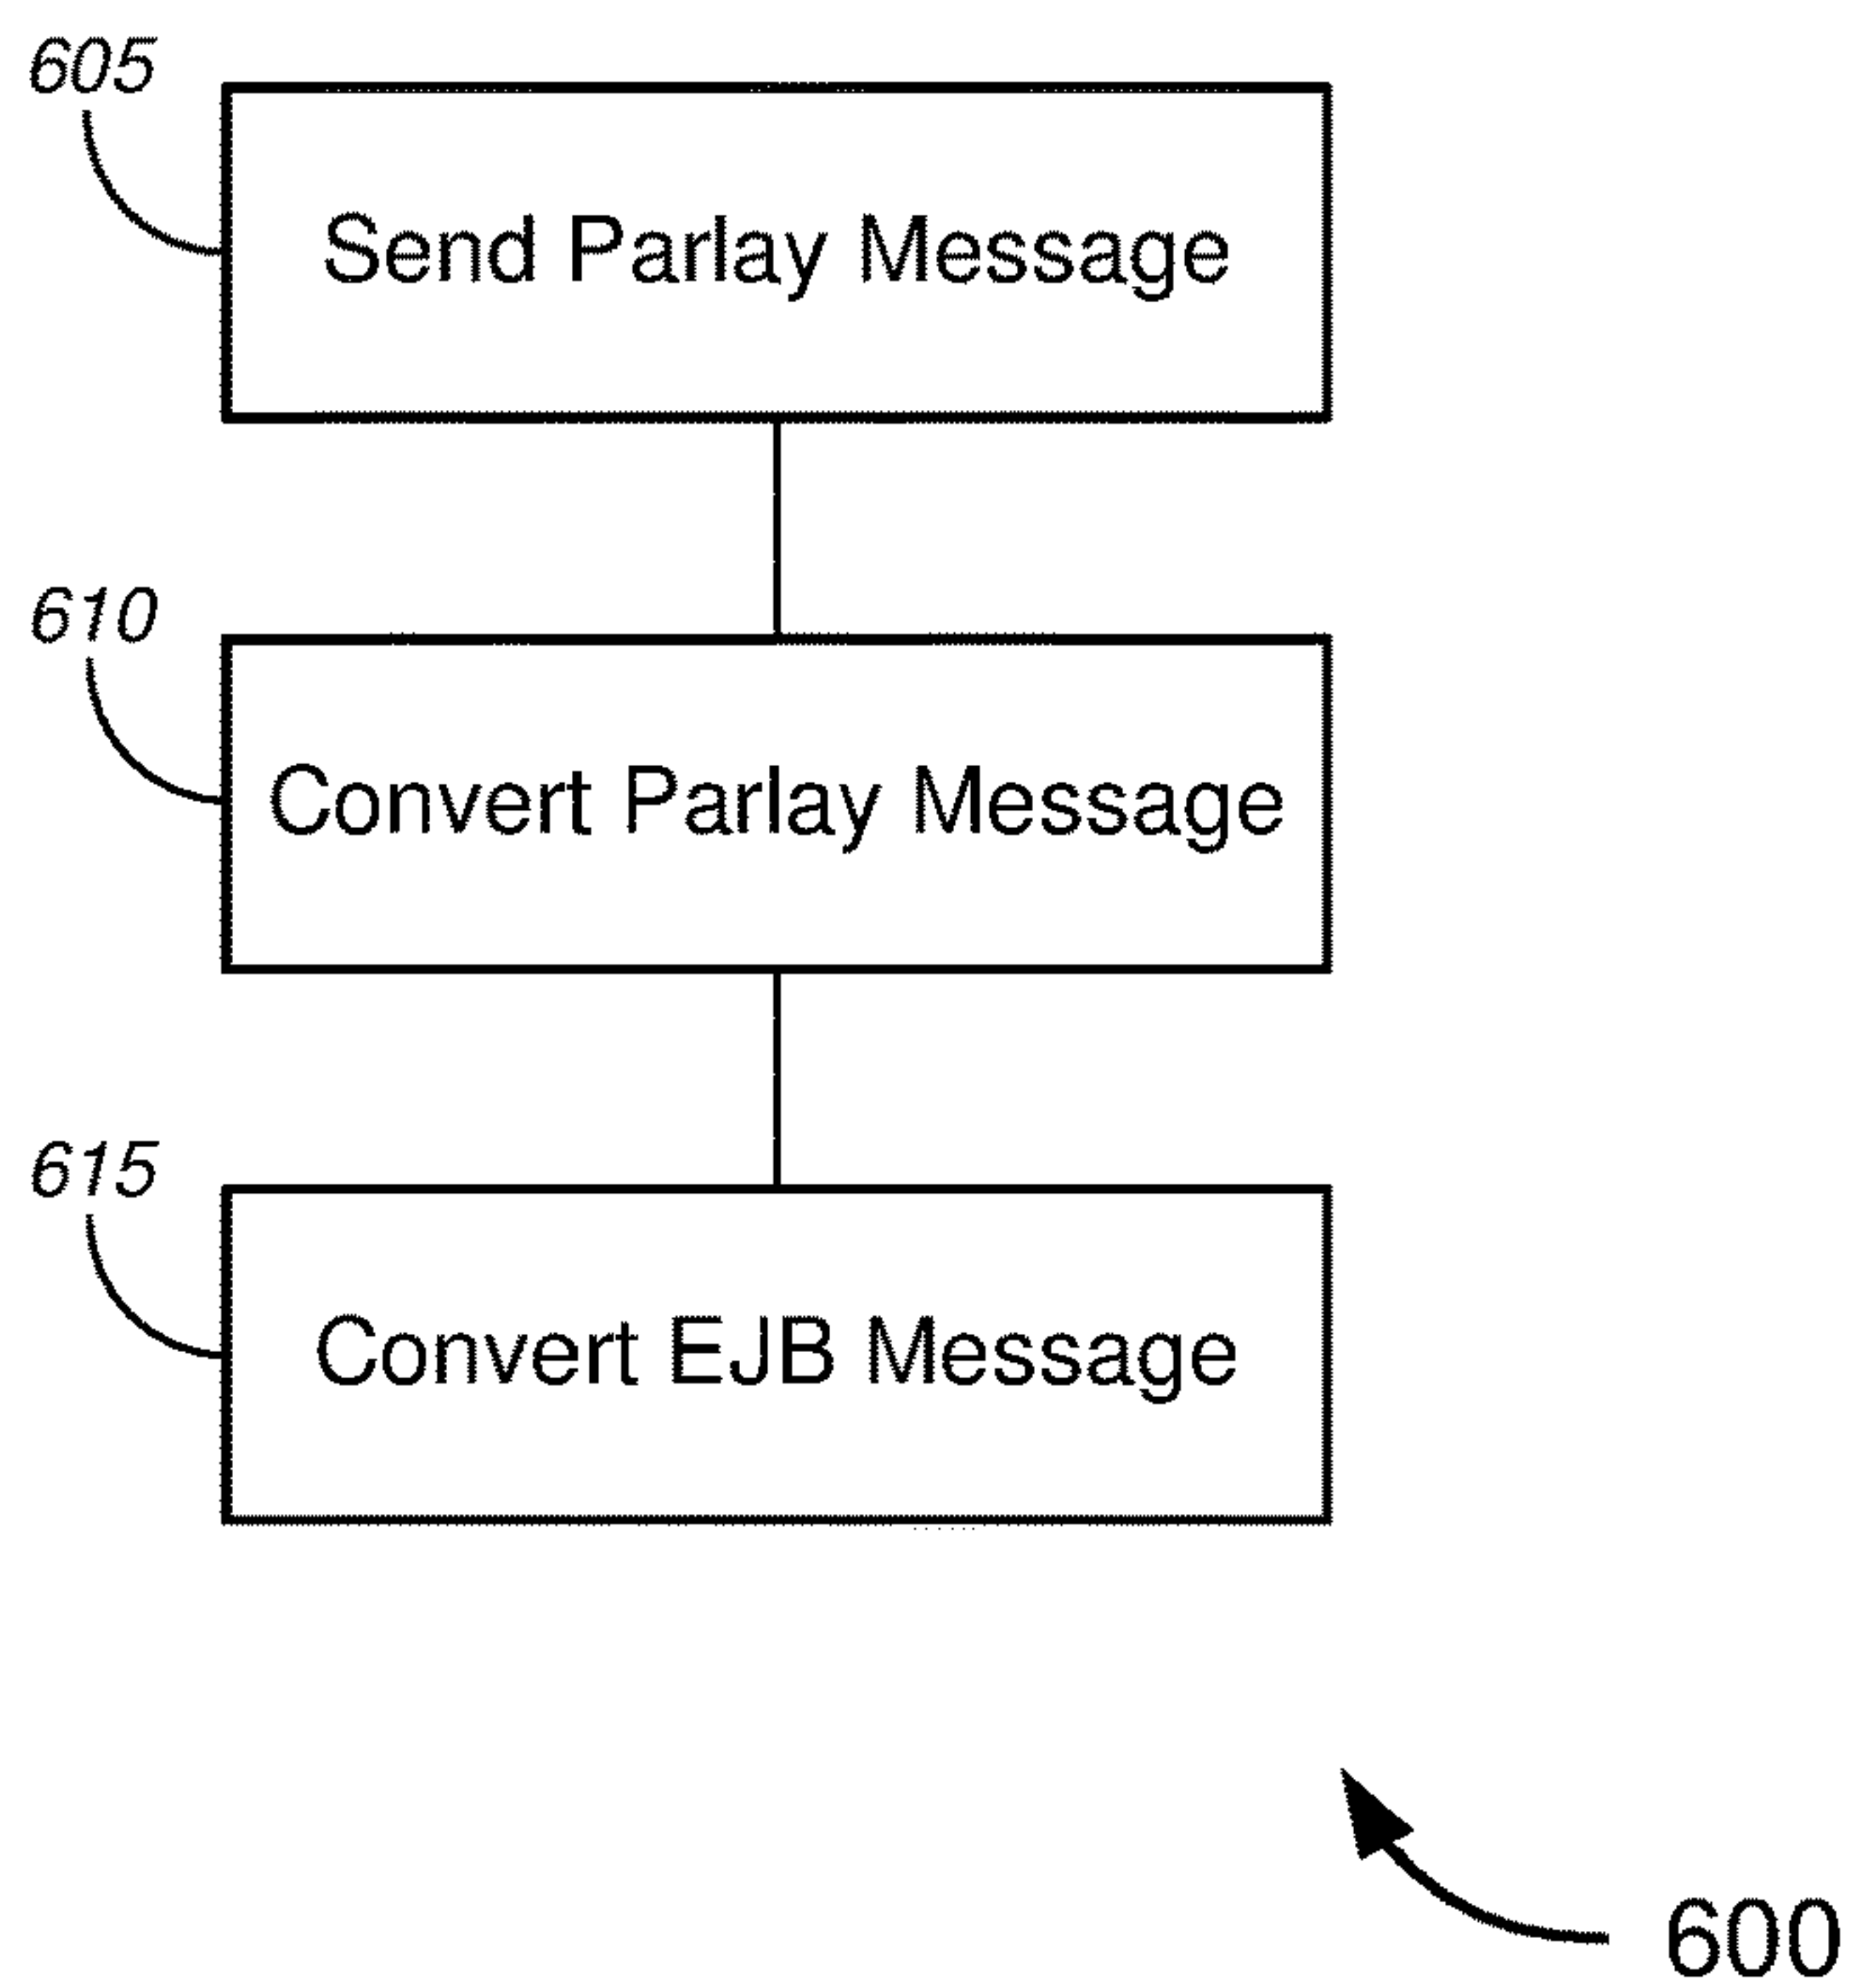 605
Send Parlay Message
610
Convert Parlay Message
615
Convert EJB Message
600